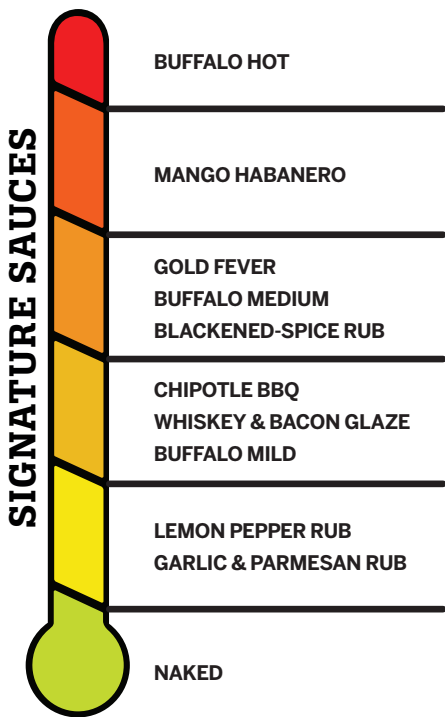 SIGNATURE SAUCES
BUFFALO HOT
MANGO HABANERO
GOLD FEVER
BUFFALO MEDIUM
BLACKENED-SPICE RUB
CHIPOTLE BBQ
WHISKEY & BACON GLAZE
BUFFALO MILD
LEMON PEPPER RUB
GARLIC & PARMESAN RUB
NAKED